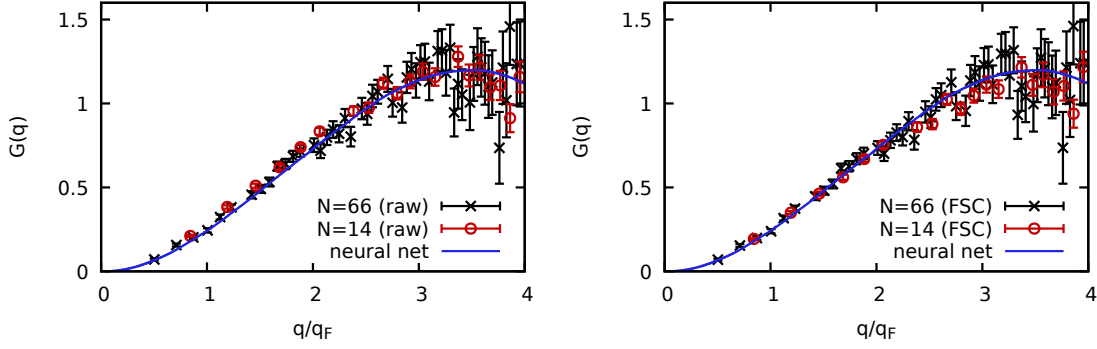 1.5
1
0.5
0
G(q)
N=66 (raw)
N=14 (raw)
neural net
0 1 2 3 4
q/qF
1.5
1
0.5
0
G(q)
N=66 (FSC)
N=14 (FSC)
neural net
0 1 2 3 4
q/qF